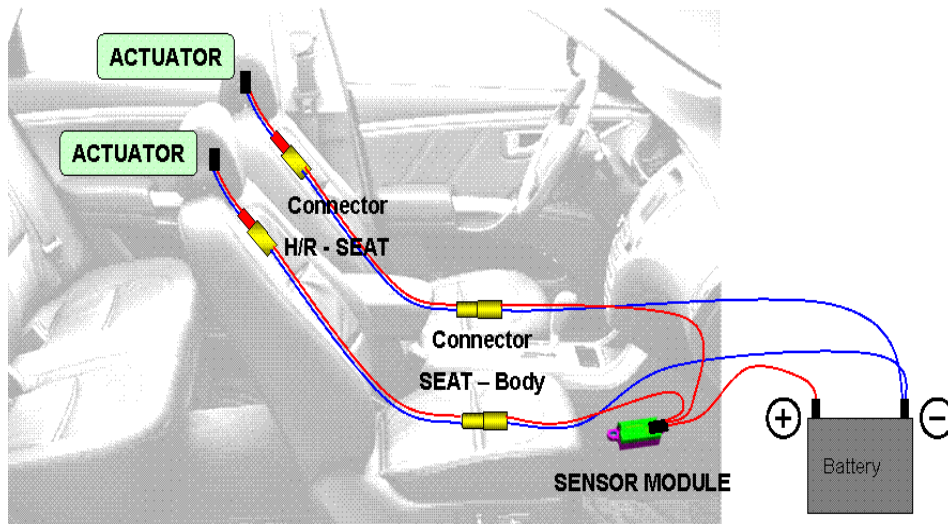 ACTUATOR
ACTUATOR
Connector
H/R - SEAT
Connector
SEAT – Body
SENSOR MODULE
+
−
Battery